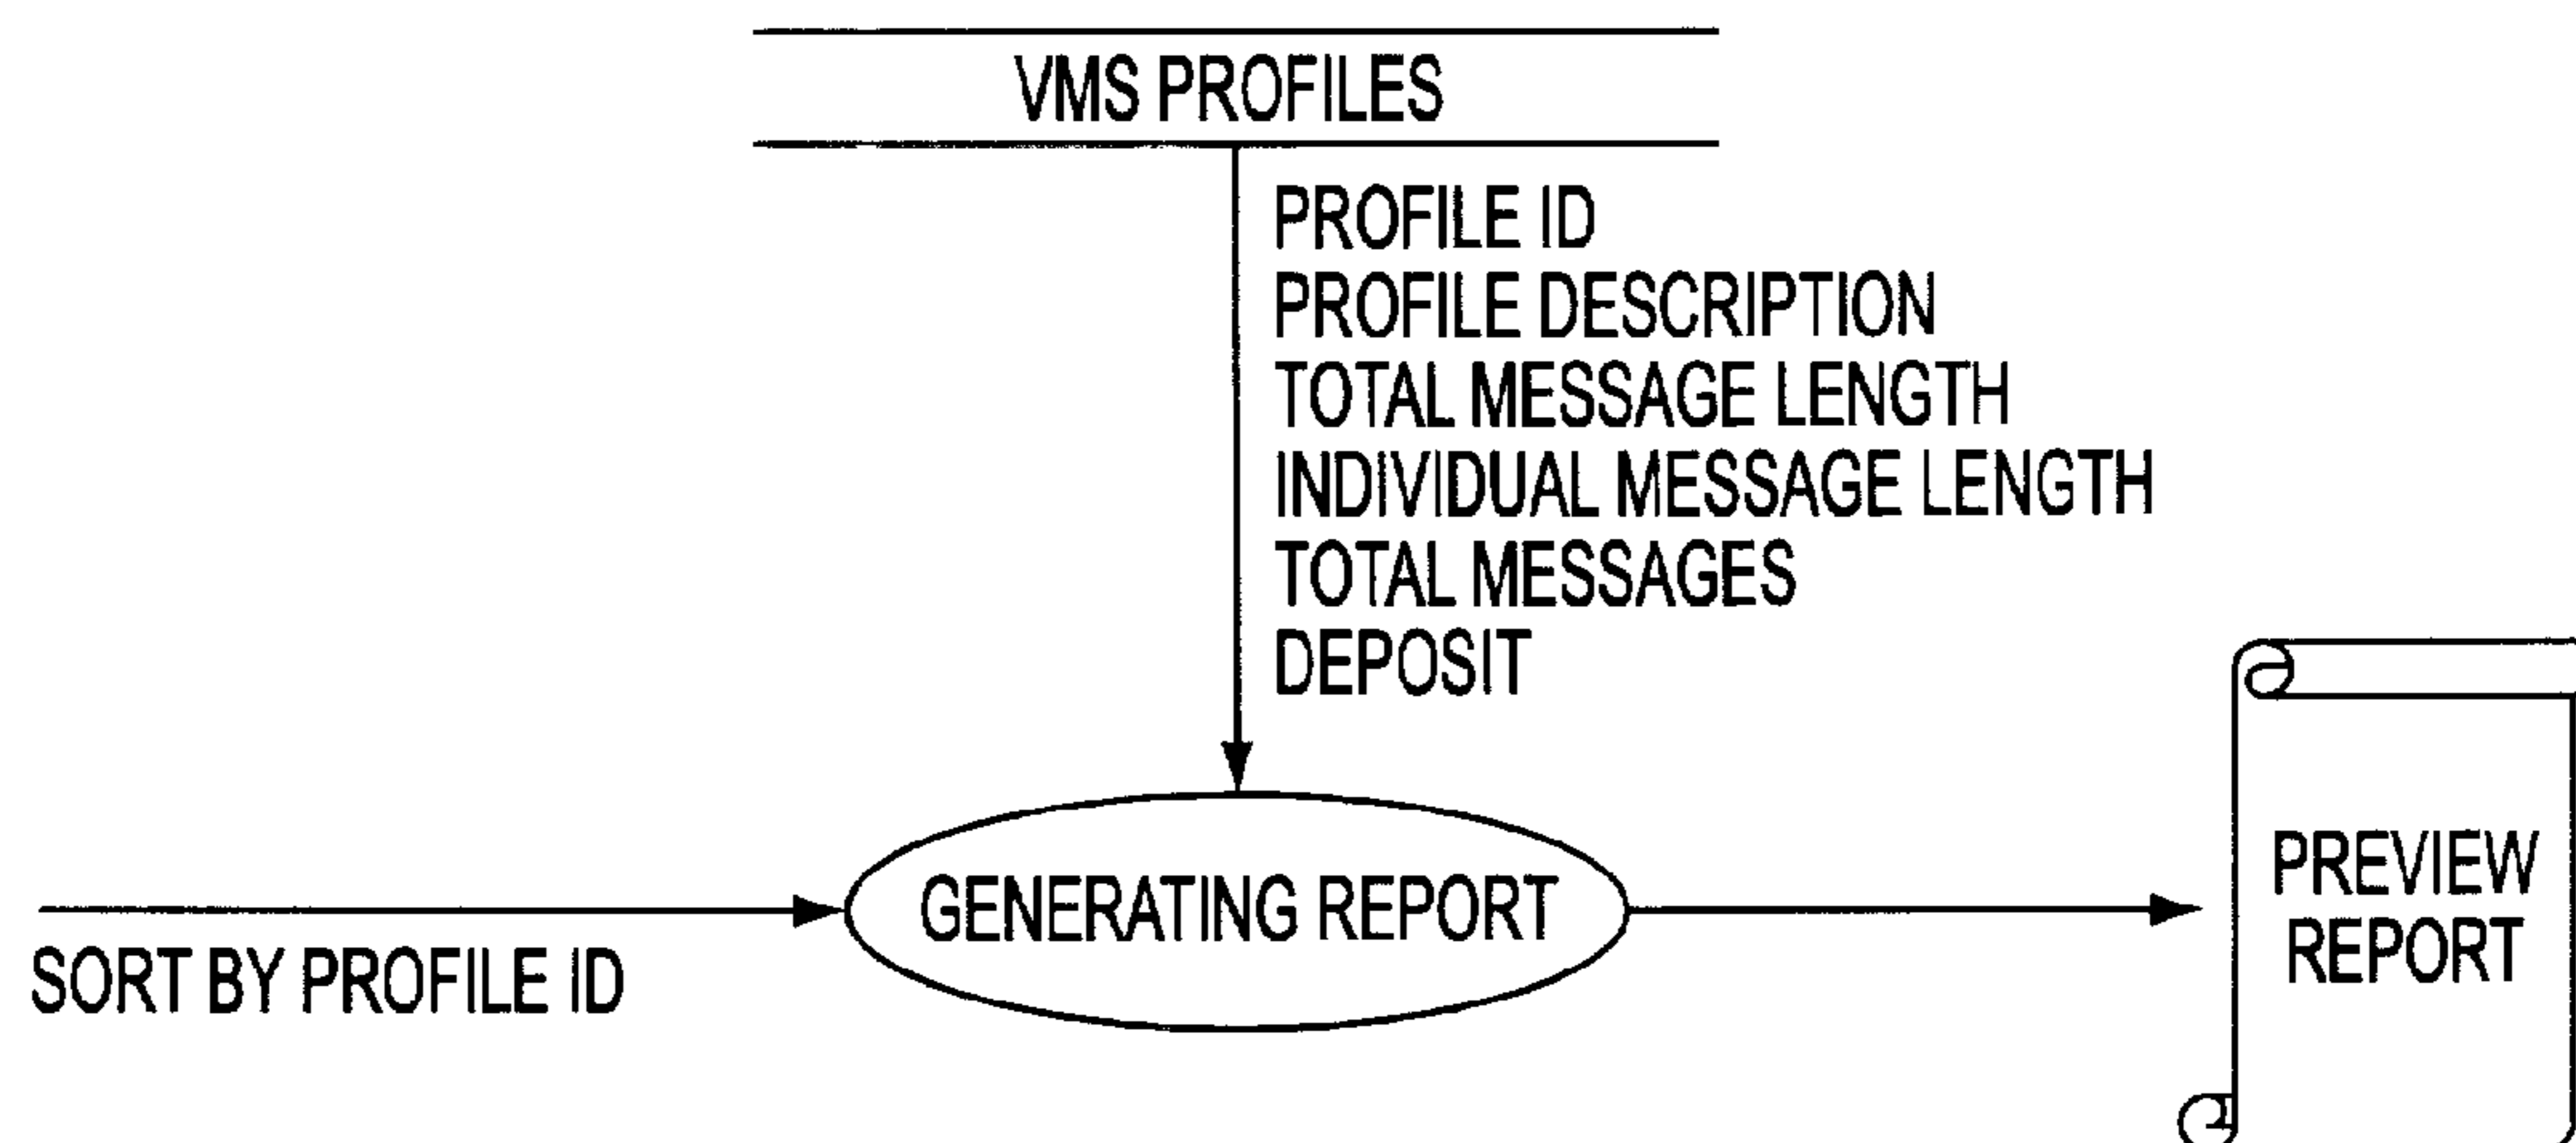 VMS PROFILES
PROFILE ID
PROFILE DESCRIPTION
TOTAL MESSAGE LENGTH
INDIVIDUAL MESSAGE LENGTH
TOTAL MESSAGES
DEPOSIT
GENERATING REPORT
SORT BY PROFILE ID
PREVIEW
REPORT